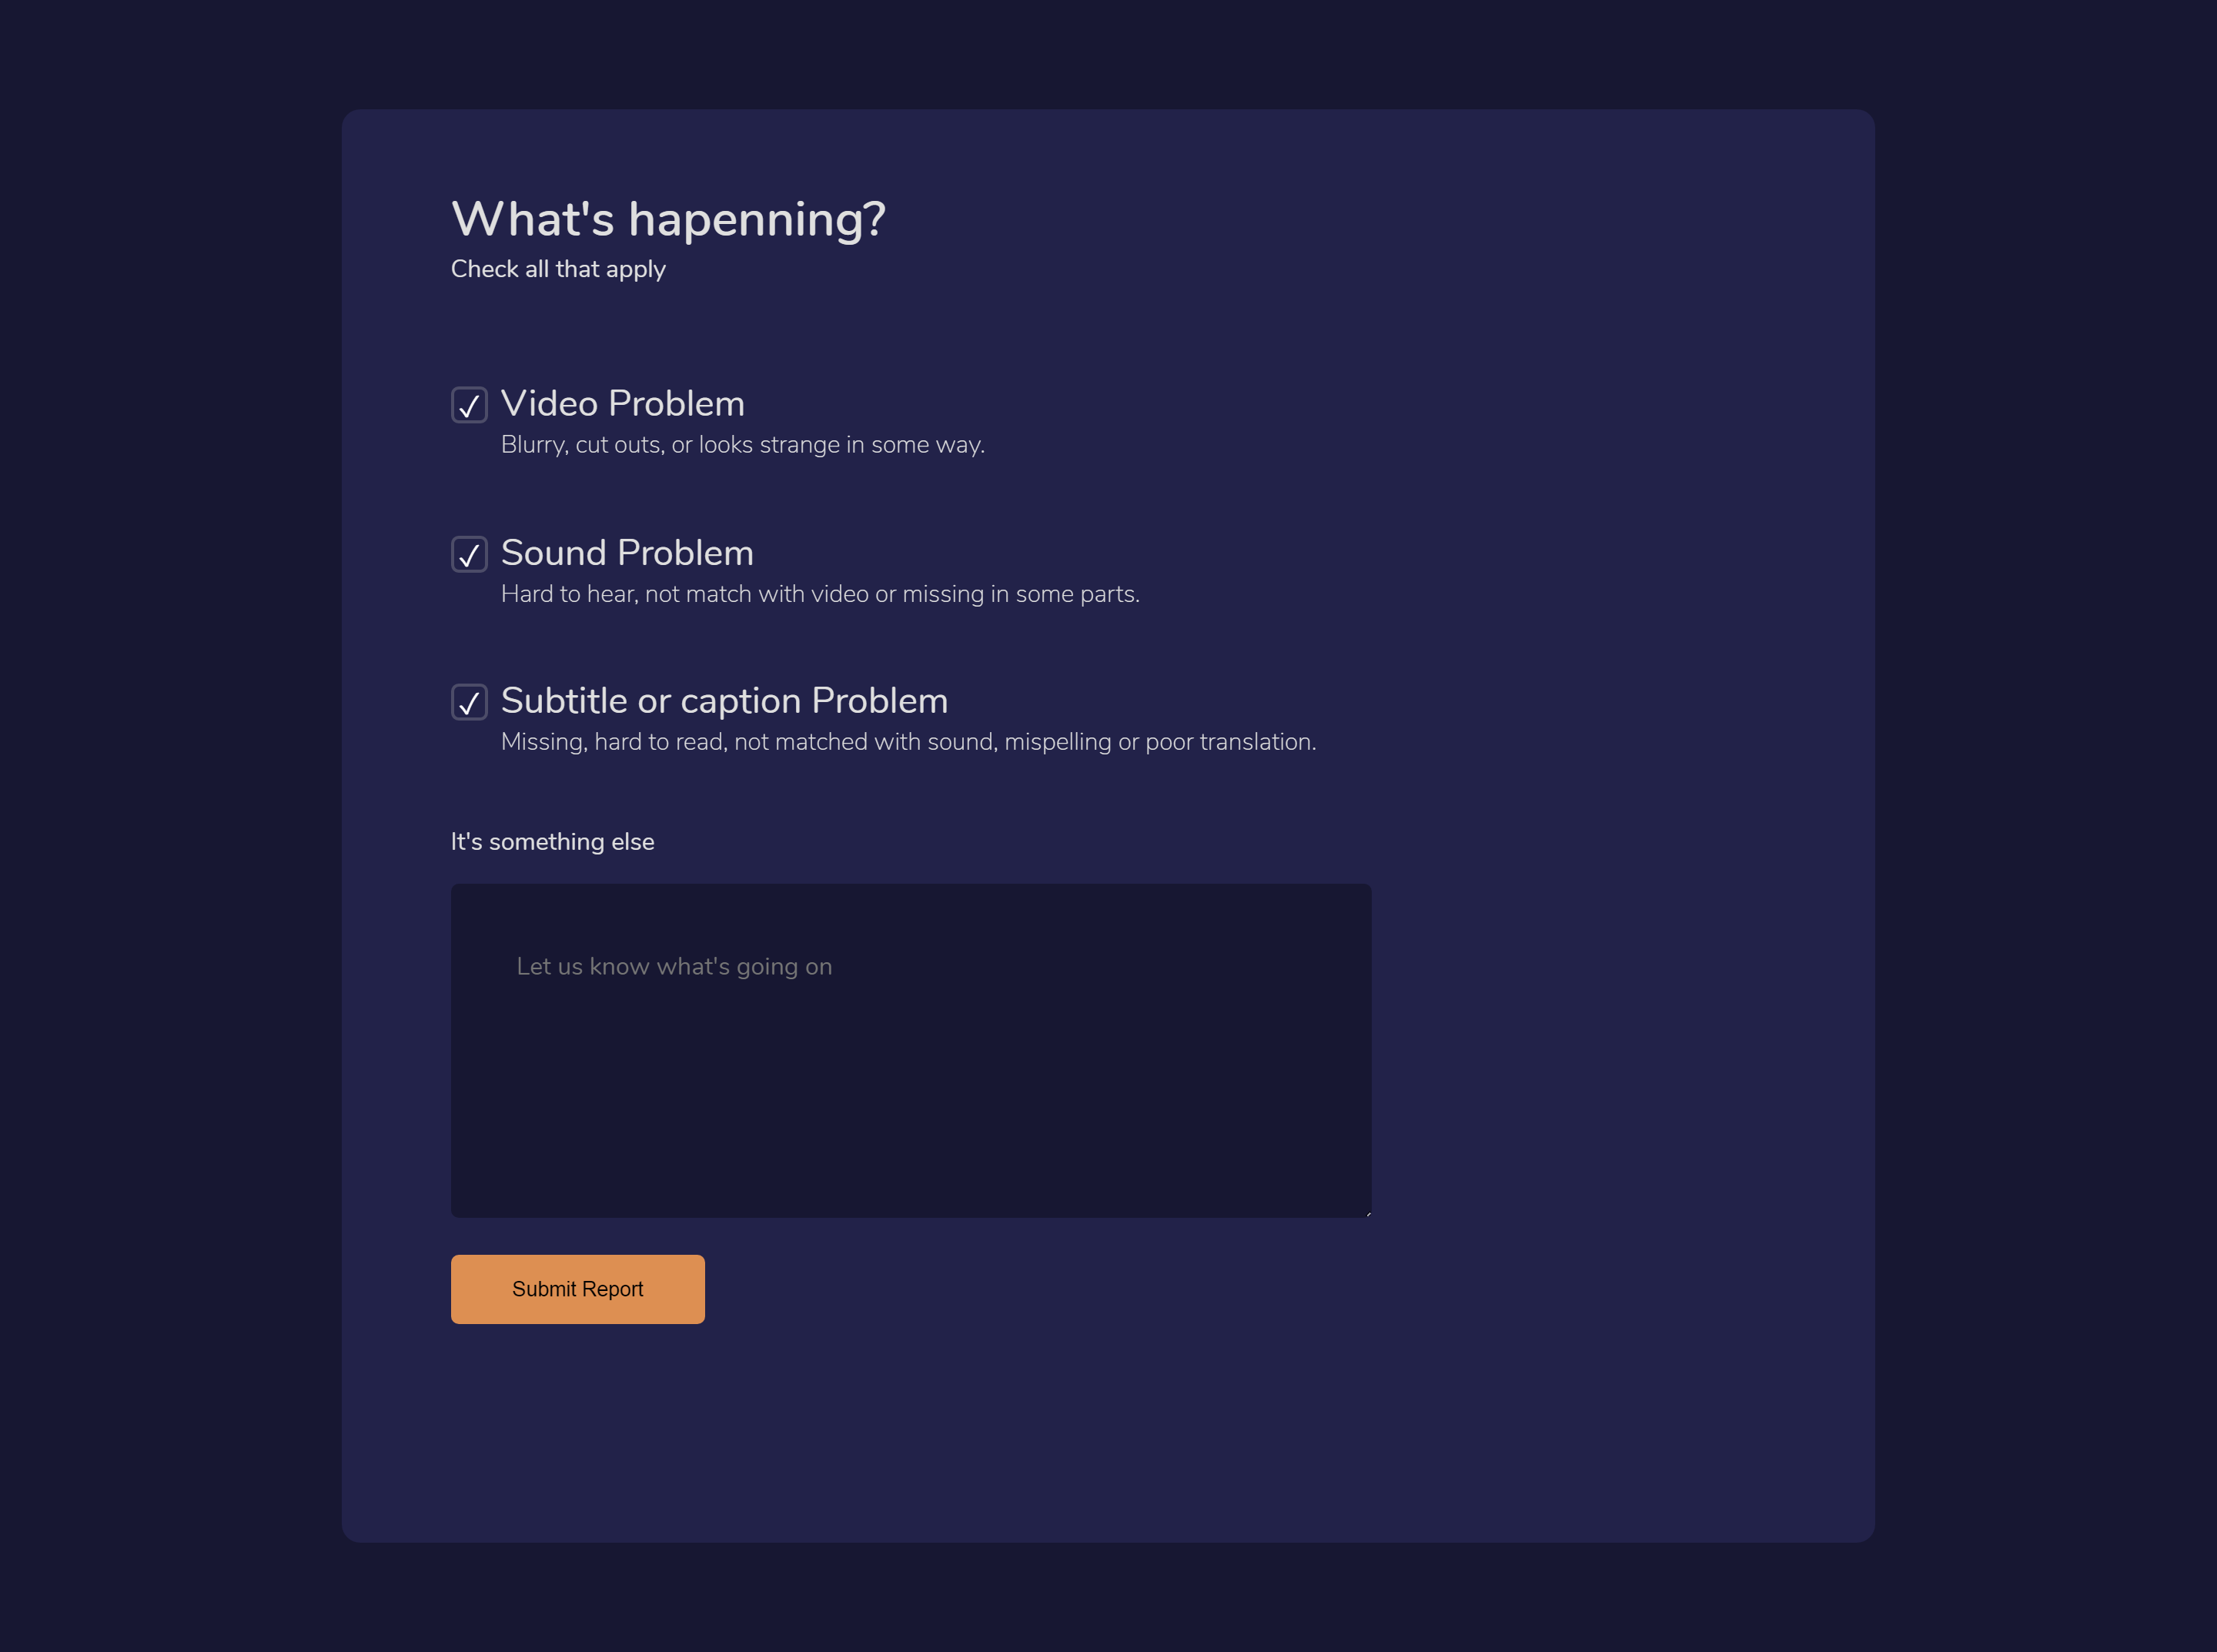 What's hapenning?
Check all that apply
Video Problem
Blurry, cut outs, or looks strange in some way.
Sound Problem
Hard to hear, not match with video or missing in some parts.
Subtitle or caption Problem
Missing, hard to read, not matched with sound, mispelling or poor translation.
It's something else
Let us know what's going on
Submit Report